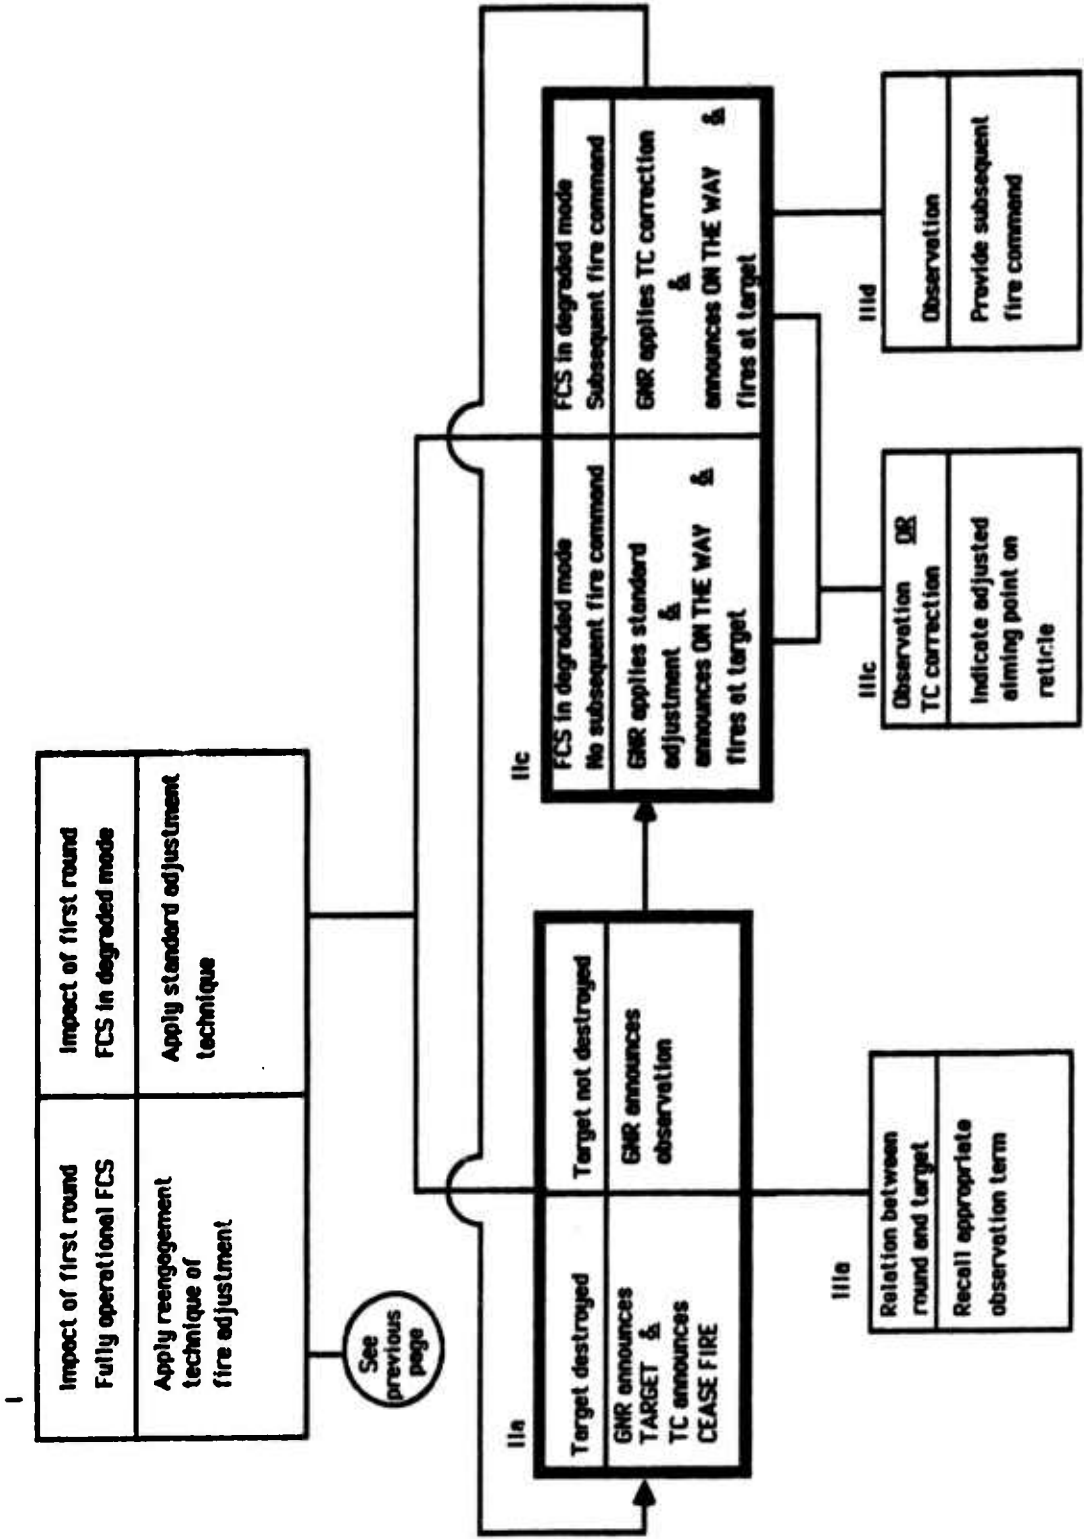 I
Impact of first round
Fully operational FCS
Apply reengagement
technique of
fire adjustment
Impact of first round
FCS in degraded mode
Apply standard adjustment
technique
See
previous
page
IIa
Target destroyed
GNR announces
TARGET &
TC announces
CEASE FIRE
Target not destroyed
GNR announces
observation
IIc
FCS in degraded mode
No subsequent fire command
GNR applies standard
adjustment &
announces ON THE WAY &
fires at target
FCS in degraded mode
Subsequent fire command
GNR applies TC correction
&
announces ON THE WAY &
fires at target
IIIa
Relation between
round and target
Recall appropriate
observation term
IIIc
Observation OR
TC correction
Indicate adjusted
aiming point on
reticle
IIId
Observation
Provide subsequent
fire command